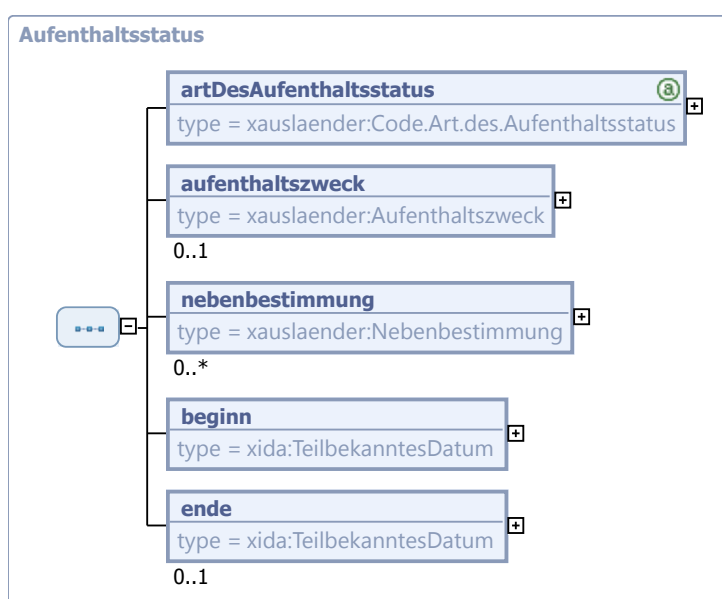 Aufenthaltsstatus
artDesAufenthaltsstatus
type = xauslaender:Code.Art.des.Aufenthaltsstatus
aufenthaltszweck
type = xauslaender:Aufenthaltszweck
0..1
nebenbestimmung
type = xauslaender:Nebenbestimmung
0..*
beginn
type = xida:TeilbekanntesDatum
ende
type = xida:TeilbekanntesDatum
0..1